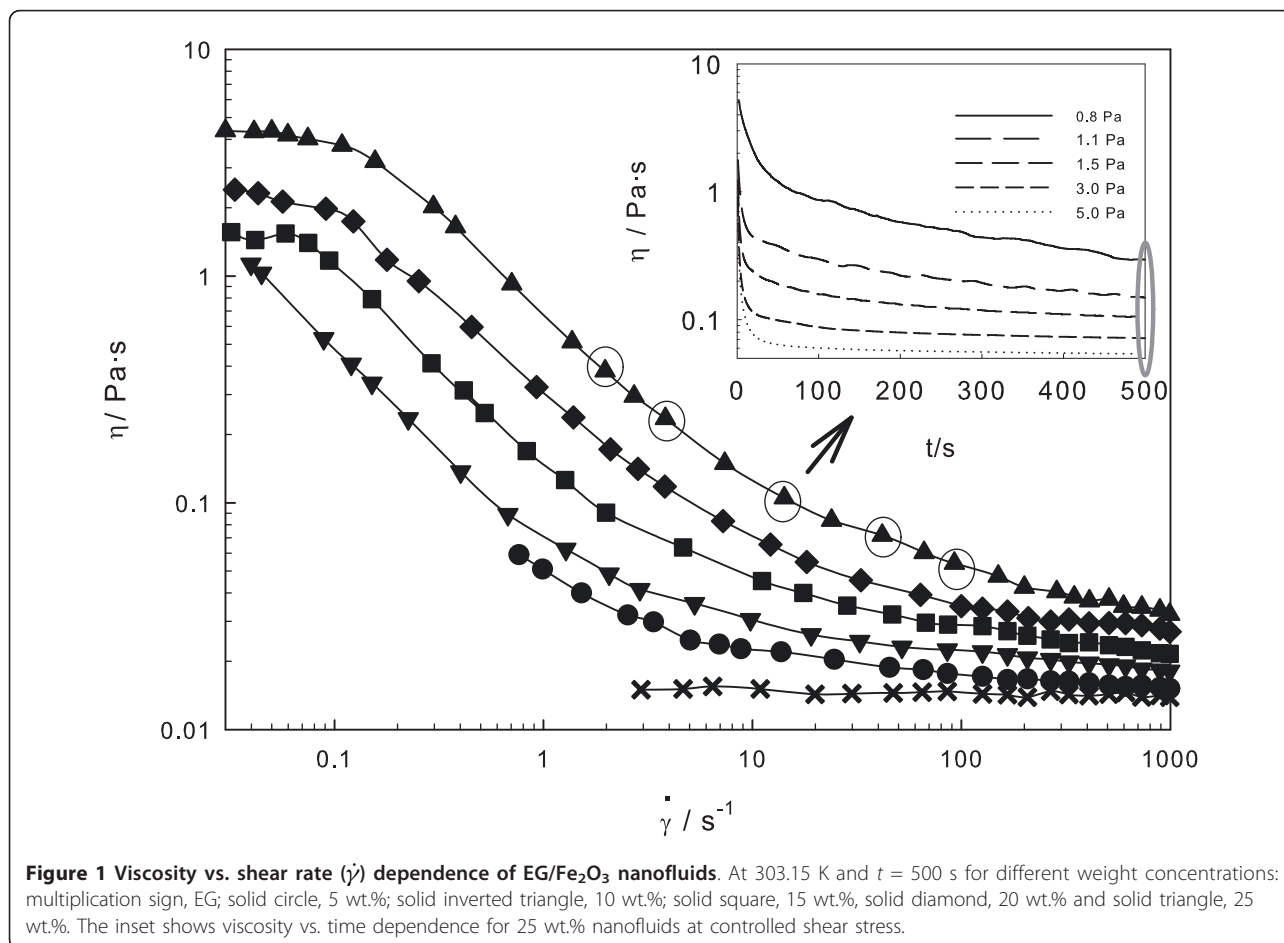 10
1
0.1
0.01
η / Pa·s
0.1 1 10 100 1000
γ̇ / s⁻¹
10
1
0.1
η / Pa·s
0.8 Pa
1.1 Pa
1.5 Pa
3.0 Pa
5.0 Pa
0 100 200 300 400 500
t/s
Figure 1 Viscosity vs. shear rate (γ̇) dependence of EG/Fe₂O₃ nanofluids. At 303.15 K and t = 500 s for different weight concentrations:
multiplication sign, EG; solid circle, 5 wt.%; solid inverted triangle, 10 wt.%; solid square, 15 wt.%, solid diamond, 20 wt.% and solid triangle, 25
wt.%. The inset shows viscosity vs. time dependence for 25 wt.% nanofluids at controlled shear stress.